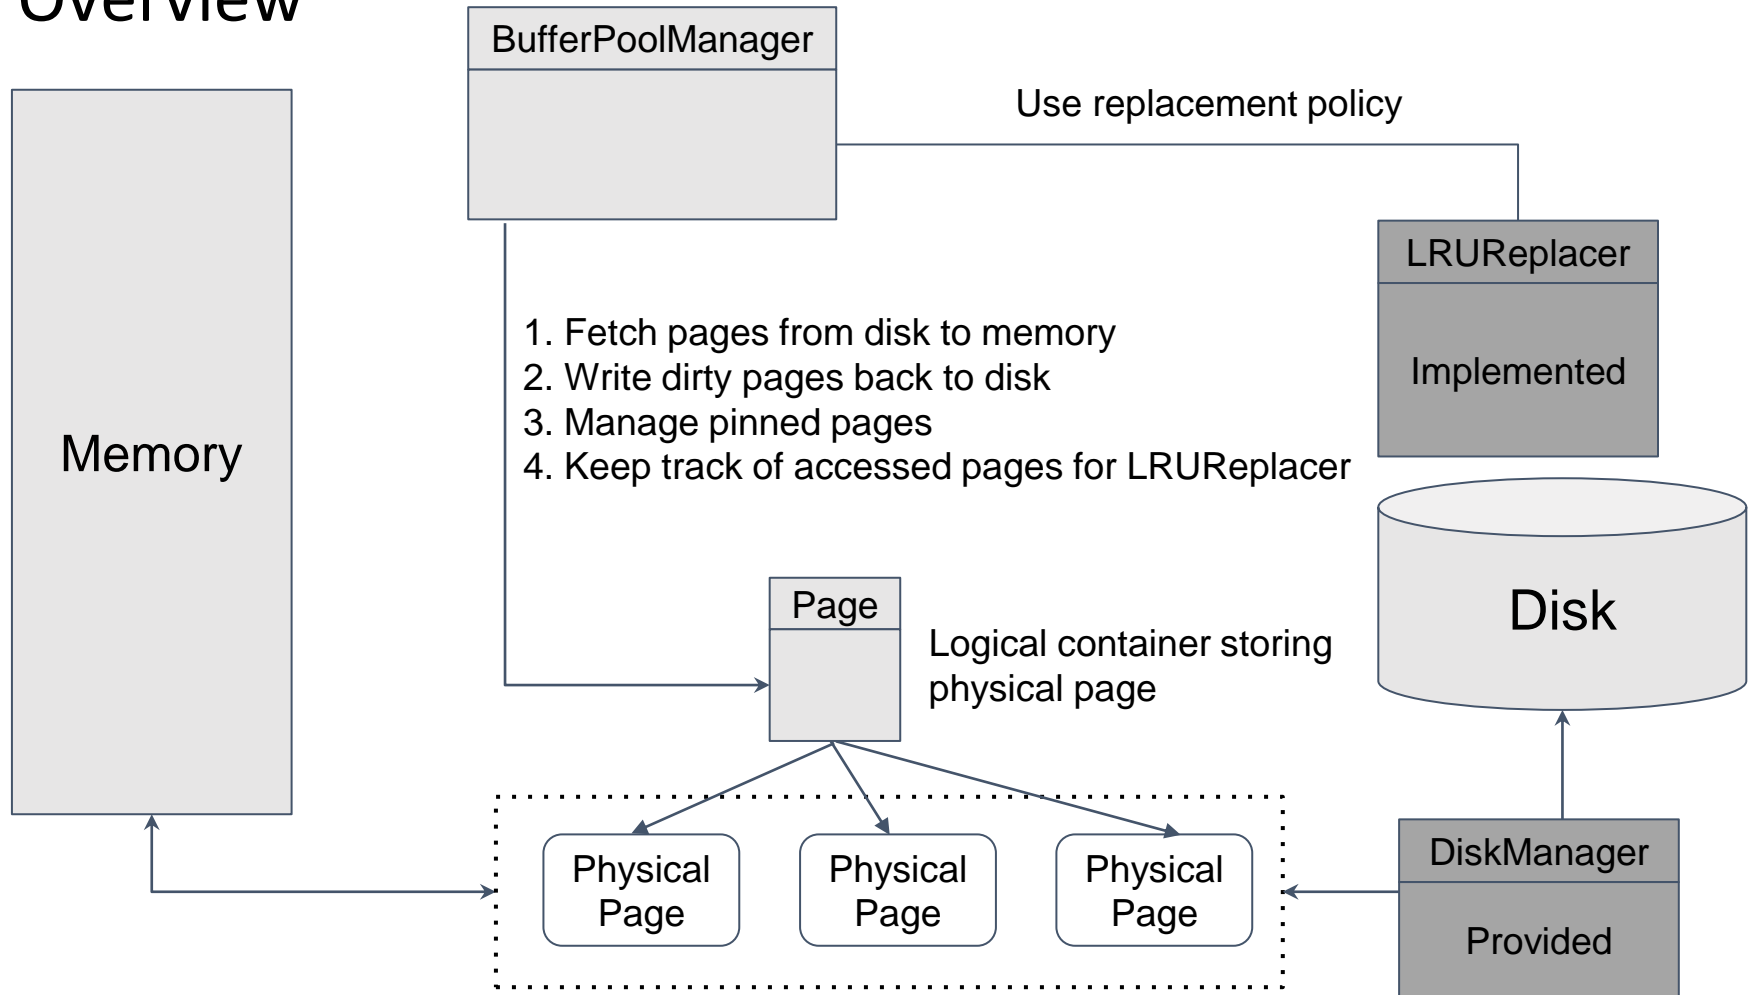 Overview
BufferPoolManager
Use replacement policy
LRUReplacer
Implemented
1. Fetch pages from disk to memory
2. Write dirty pages back to disk
3. Manage pinned pages
4. Keep track of accessed pages for LRUReplacer
Memory
Disk
Page
Logical container storing
physical page
Physical
Page
Physical
Page
Physical
Page
DiskManager
Provided